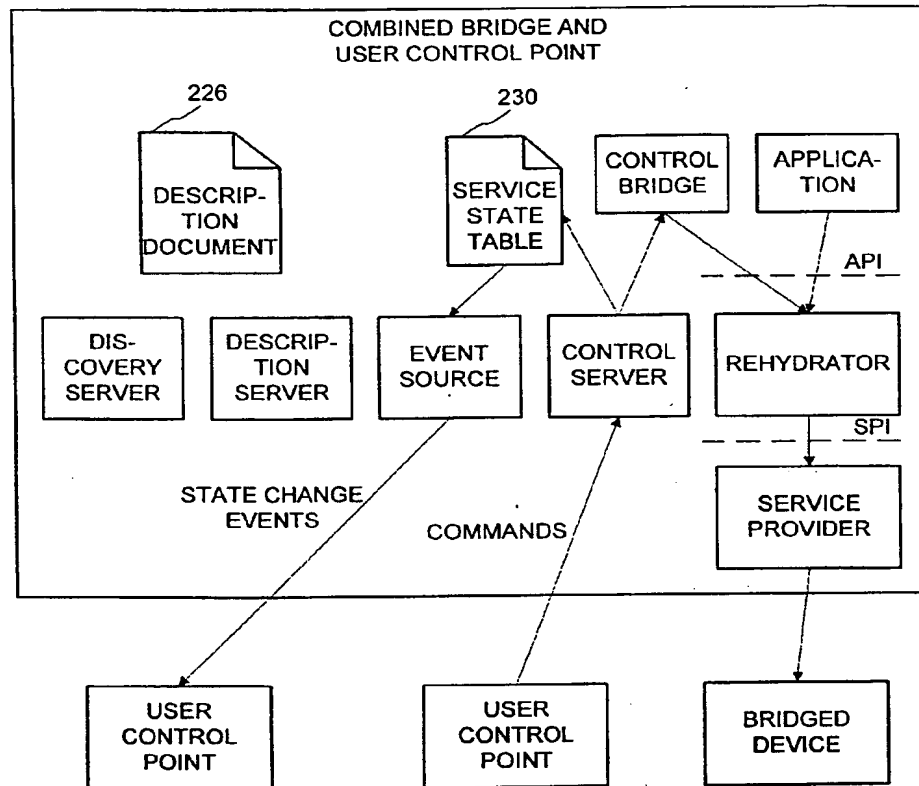 COMBINED BRIDGE AND
USER CONTROL POINT
226
230
DESCRIP-
TION
DOCUMENT
SERVICE
STATE
TABLE
CONTROL
BRIDGE
APPLICA-
TION
API
DIS-
COVERY
SERVER
DESCRIP-
TION
SERVER
EVENT
SOURCE
CONTROL
SERVER
REHYDRATOR
SPI
STATE CHANGE
EVENTS
COMMANDS
SERVICE
PROVIDER
USER
CONTROL
POINT
USER
CONTROL
POINT
BRIDGED
DEVICE